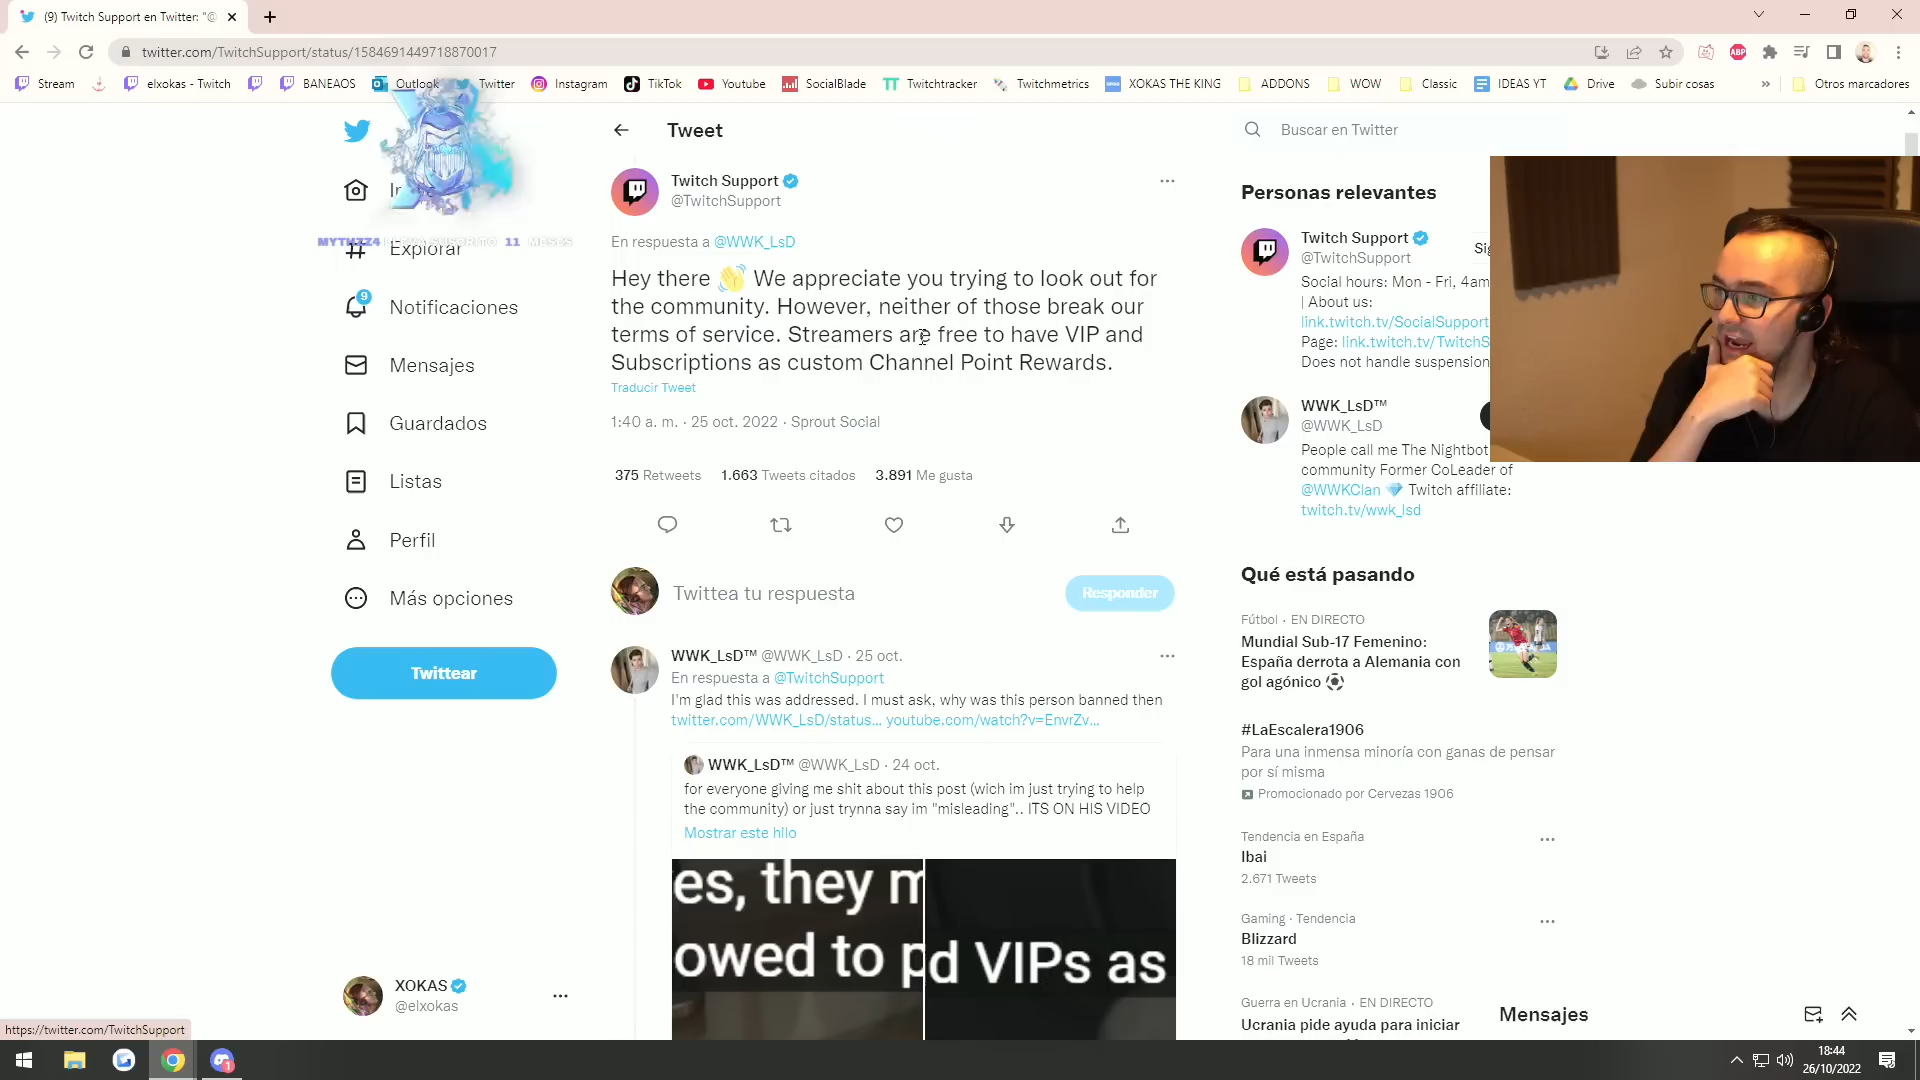 (9) Twitch Support en Twitter: "@
twitter.com/TwitchSupport/status/1584691449718870017
Stream
elxokas - Twitch
BANEAOS
Outlook
Twitter
Instagram
TikTok
Youtube
SocialBlade
Twitchtracker
Twitchmetrics
XOKAS THE KING
ADDONS
WOW
Classic
IDEAS YT
Drive
Subir cosas
»
Otros marcadores
MYTHZZ4 LLEVA SUSCRITO 11 MESES
Explorar
9
Notificaciones
Mensajes
Guardados
Listas
Perfil
Más opciones
Twittear
XOKAS
@elxokas
https://twitter.com/TwitchSupport
Tweet
Twitch Support
@TwitchSupport
En respuesta a @WWK_LsD
Hey there 👋 We appreciate you trying to look out for
the community. However, neither of those break our
terms of service. Streamers are free to have VIP and
Subscriptions as custom Channel Point Rewards.
Traducir Tweet
1:40 a. m. · 25 oct. 2022 · Sprout Social
375 Retweets 1.663 Tweets citados 3.891 Me gusta
Twittea tu respuesta
Responder
WWK_LsD™ @WWK_LsD · 25 oct.
En respuesta a @TwitchSupport
I'm glad this was addressed. I must ask, why was this person banned then
twitter.com/WWK_LsD/status... youtube.com/watch?v=EnvrZv...
WWK_LsD™ @WWK_LsD · 24 oct.
for everyone giving me shit about this post (wich im just trying to help
the community) or just trynna say im "misleading".. ITS ON HIS VIDEO
Mostrar este hilo
es, they m
owed to p
d VIPs as
Buscar en Twitter
Personas relevantes
Twitch Support
@TwitchSupport
Sig
Social hours: Mon - Fri, 4am
| About us:
link.twitch.tv/SocialSupport
Page: link.twitch.tv/TwitchS
Does not handle suspension
WWK_LsD™
@WWK_LsD
People call me The Nightbot
community Former CoLeader of
@WWKClan 💎 Twitch affiliate:
twitch.tv/wwk_lsd
Qué está pasando
Fútbol · EN DIRECTO
Mundial Sub-17 Femenino:
España derrota a Alemania con
gol agónico ⚽
#LaEscalera1906
Para una inmensa minoría con ganas de pensar
por sí misma
Promocionado por Cervezas 1906
Tendencia en España
Ibai
2.671 Tweets
Gaming · Tendencia
Blizzard
18 mil Tweets
Guerra en Ucrania · EN DIRECTO
Ucrania pide ayuda para iniciar
Mensajes
18:44
26/10/2022